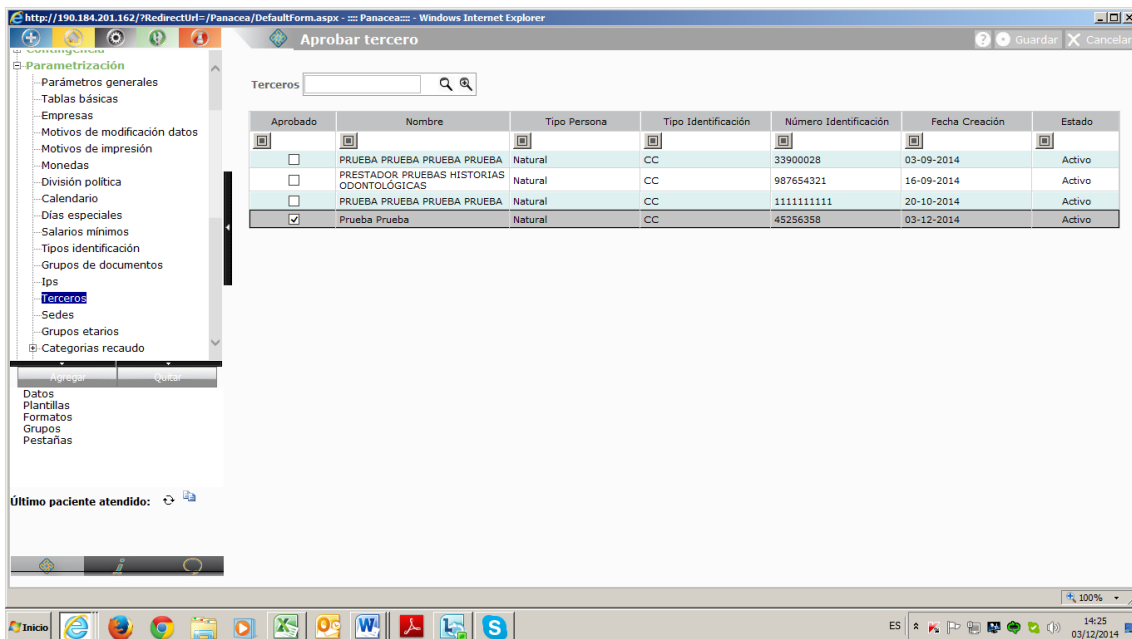 http://190.184.201.162/?RedirectUrl=/Panacea/DefaultForm.aspx - :::: Panacea:::: - Windows Internet Explorer
Aprobar tercero
? Guardar Cancelar
Contingencia
Parametrización
Parámetros generales
Tablas básicas
Empresas
Motivos de modificación datos
Motivos de impresión
Monedas
División política
Calendario
Días especiales
Salarios mínimos
Tipos identificación
Grupos de documentos
Ips
Terceros
Sedes
Grupos etarios
Categorias recaudo
Agregar Quitar
Datos
Plantillas
Formatos
Grupos
Pestañas
Último paciente atendido:
Terceros
Aprobado Nombre Tipo Persona Tipo Identificación Número Identificación Fecha Creación Estado
PRUEBA PRUEBA PRUEBA PRUEBA Natural CC 33900028 03-09-2014 Activo
PRESTADOR PRUEBAS HISTORIAS
ODONTOLÓGICAS Natural CC 987654321 16-09-2014 Activo
PRUEBA PRUEBA PRUEBA PRUEBA Natural CC 1111111111 20-10-2014 Activo
Prueba Prueba Natural CC 45256358 03-12-2014 Activo
100%
Inicio
ES
14:25
03/12/2014